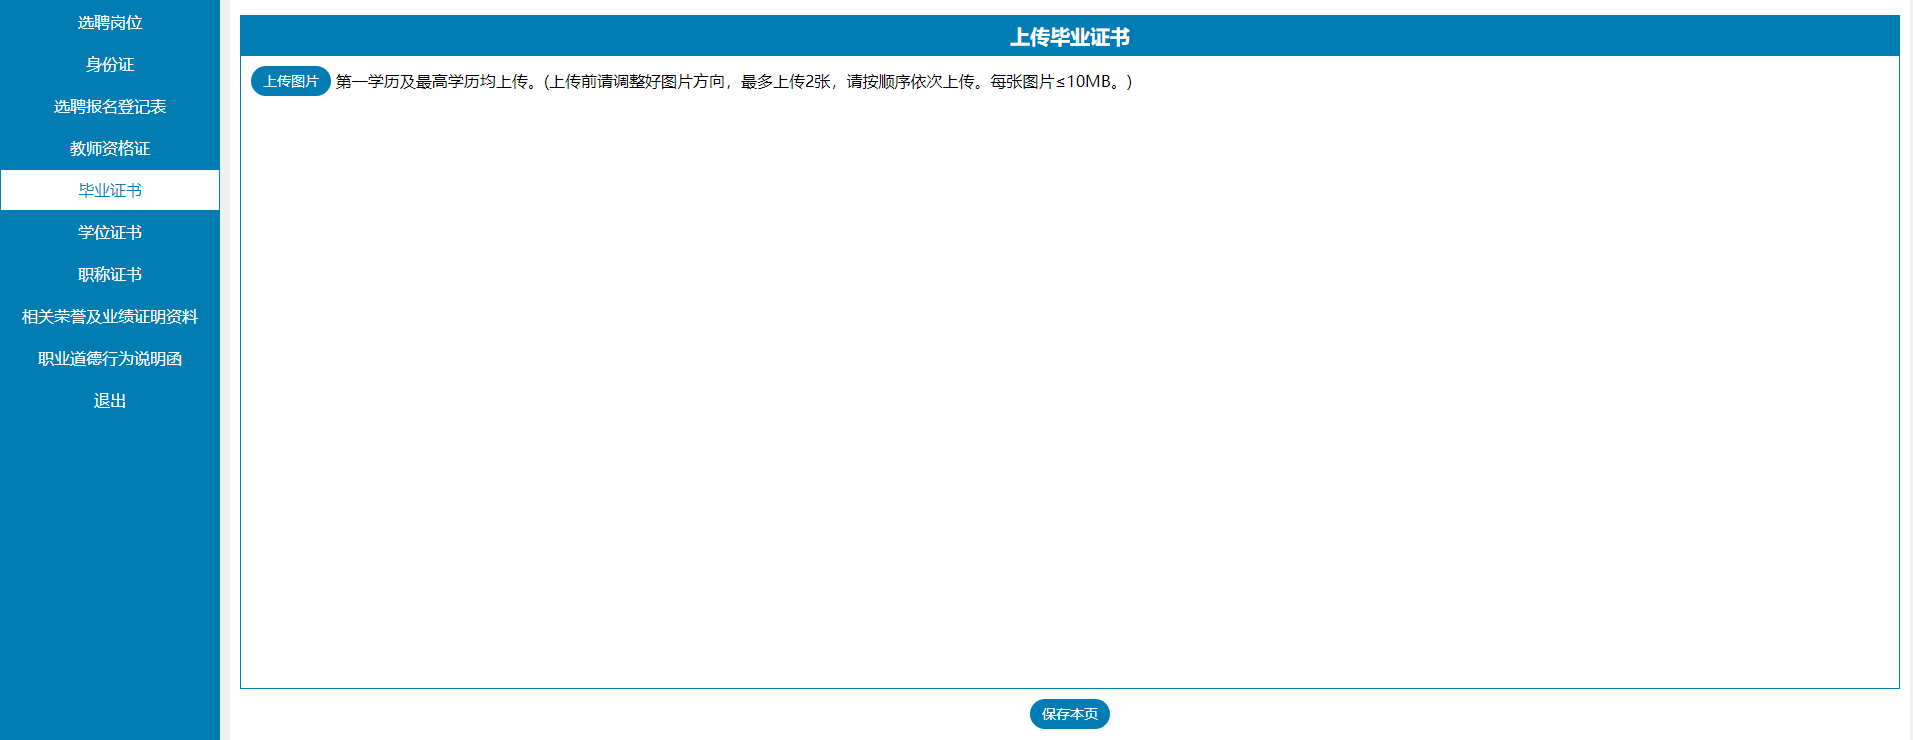 选聘岗位
身份证
选聘报名登记表
教师资格证
毕业证书
学位证书
职称证书
相关荣誉及业绩证明资料
职业道德行为说明函
退出
上传毕业证书
上传图片 第一学历及最高学历均上传。(上传前请调整好图片方向，最多上传2张，请按顺序依次上传。每张图片≤10MB。)
保存本页